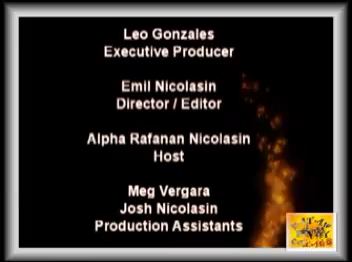 Leo Gonzales
Executive Producer
Emil Nicolasin
Director / Editor
Alpha Rafanan Nicolasin
Host
Meg Vergara
Josh Nicolasin
Production Assistants